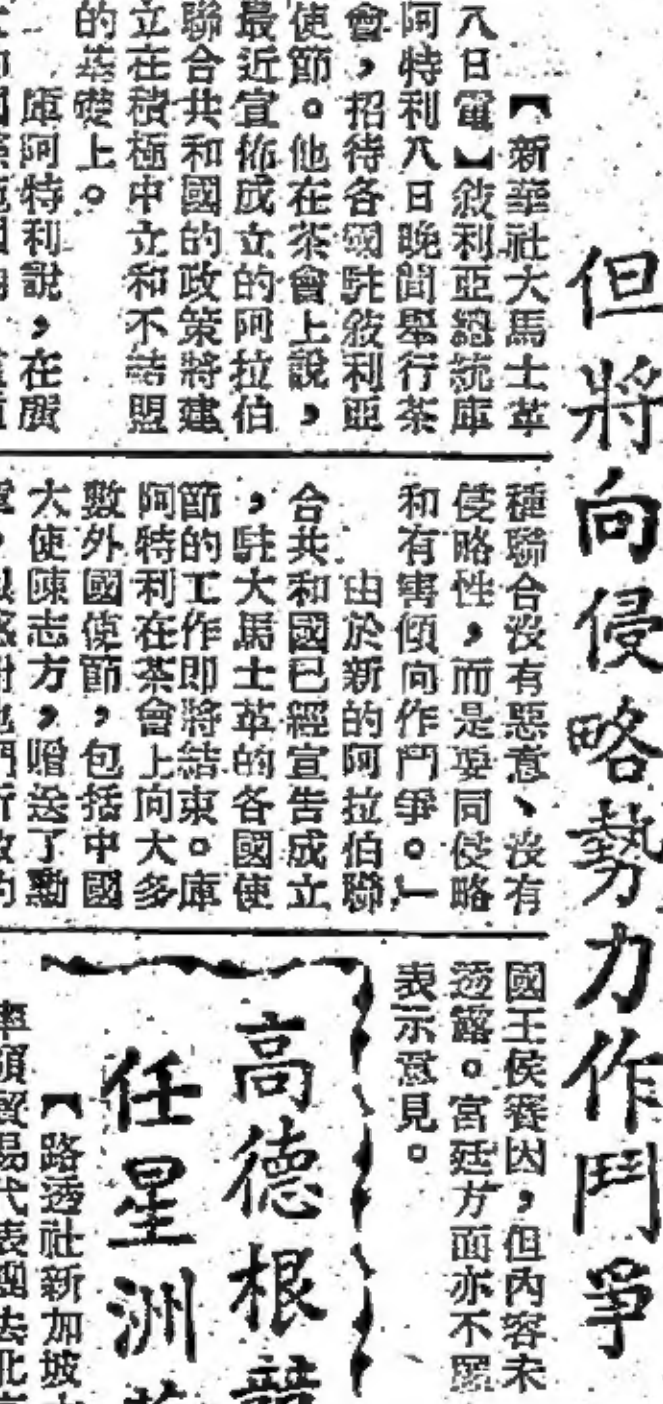 但將向侵略勢力作鬥爭
【新華社大馬士革
八日電】敘利亞總統庫
阿特利八日晚間舉行茶
會，招待各國駐敘利亞
使節。他在茶會上說，
最近宣佈成立的阿拉伯
聯合共和國的政策將建
立在積極中立和不結盟
的基礎上。
庫阿特利說，在
種聯合沒有惡意、沒有
侵略性，而是要同侵略
和有害傾向作鬥爭。」
由於新的阿拉伯聯
合共和國已經宣告成立
，駐大馬士革的各國使
節的工作即將結束。庫
阿特利在茶會上向大多
數外國使節，包括中國
大使陳志方，贈送了勳
國王侯賽因，但內容未
透露。宮廷方面亦不願
表示意見。
高德根
任星洲
【路透社新加坡
率領貿易代表團去北